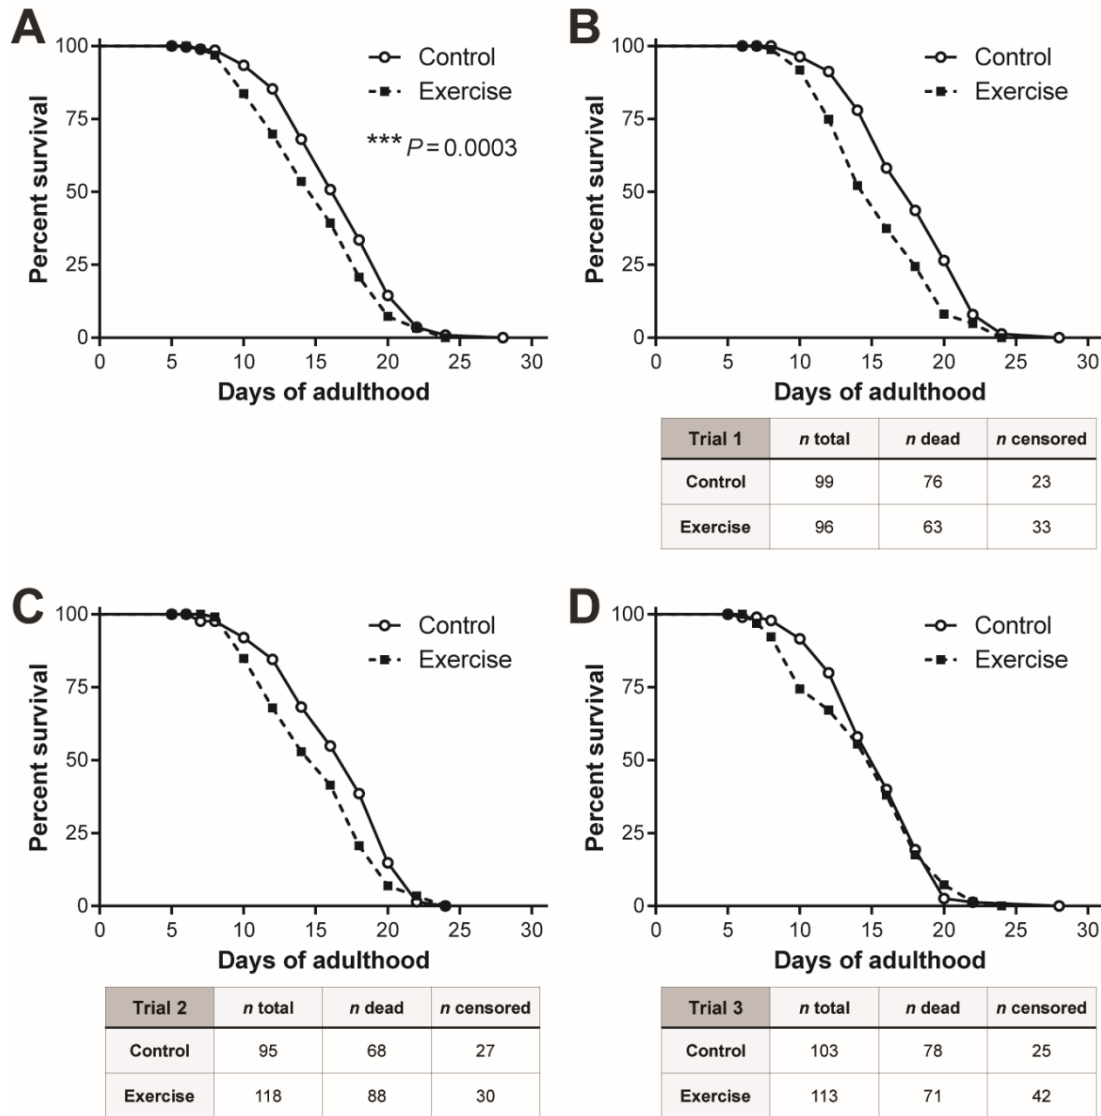 A
Percent survival
100
75
50
25
0
0 5 10 15 20 25 30
Days of adulthood
Control
Exercise
*** P = 0.0003
B
Percent survival
100
75
50
25
0
0 5 10 15 20 25 30
Days of adulthood
Control
Exercise
Trial 1 n total n dead n censored
Control 99 76 23
Exercise 96 63 33
C
Percent survival
100
75
50
25
0
0 5 10 15 20 25 30
Days of adulthood
Control
Exercise
Trial 2 n total n dead n censored
Control 95 68 27
Exercise 118 88 30
D
Percent survival
100
75
50
25
0
0 5 10 15 20 25 30
Days of adulthood
Control
Exercise
Trial 3 n total n dead n censored
Control 103 78 25
Exercise 113 71 42